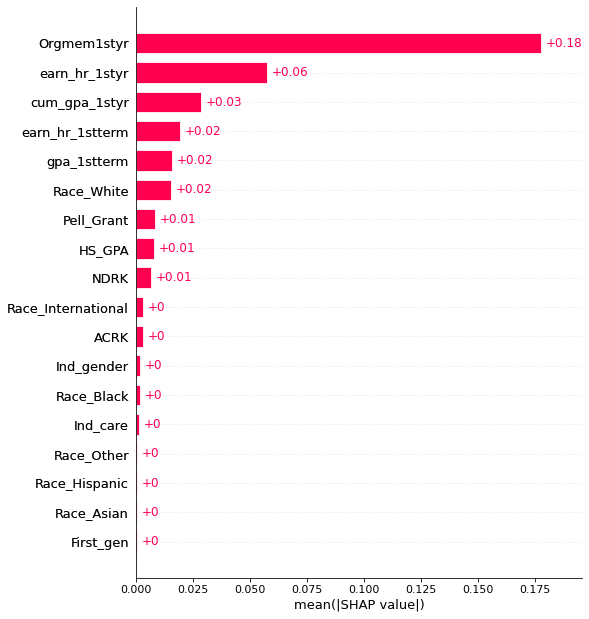 Orgmem1styr +0.18
earn_hr_1styr +0.06
cum_gpa_1styr +0.03
earn_hr_1stterm +0.02
gpa_1stterm +0.02
Race_White +0.02
Pell_Grant +0.01
HS_GPA +0.01
NDRK +0.01
Race_International +0
ACRK +0
Ind_gender +0
Race_Black +0
Ind_care +0
Race_Other +0
Race_Hispanic +0
Race_Asian +0
First_gen +0
0.000 0.025 0.050 0.075 0.100 0.125 0.150 0.175
mean(|SHAP value|)